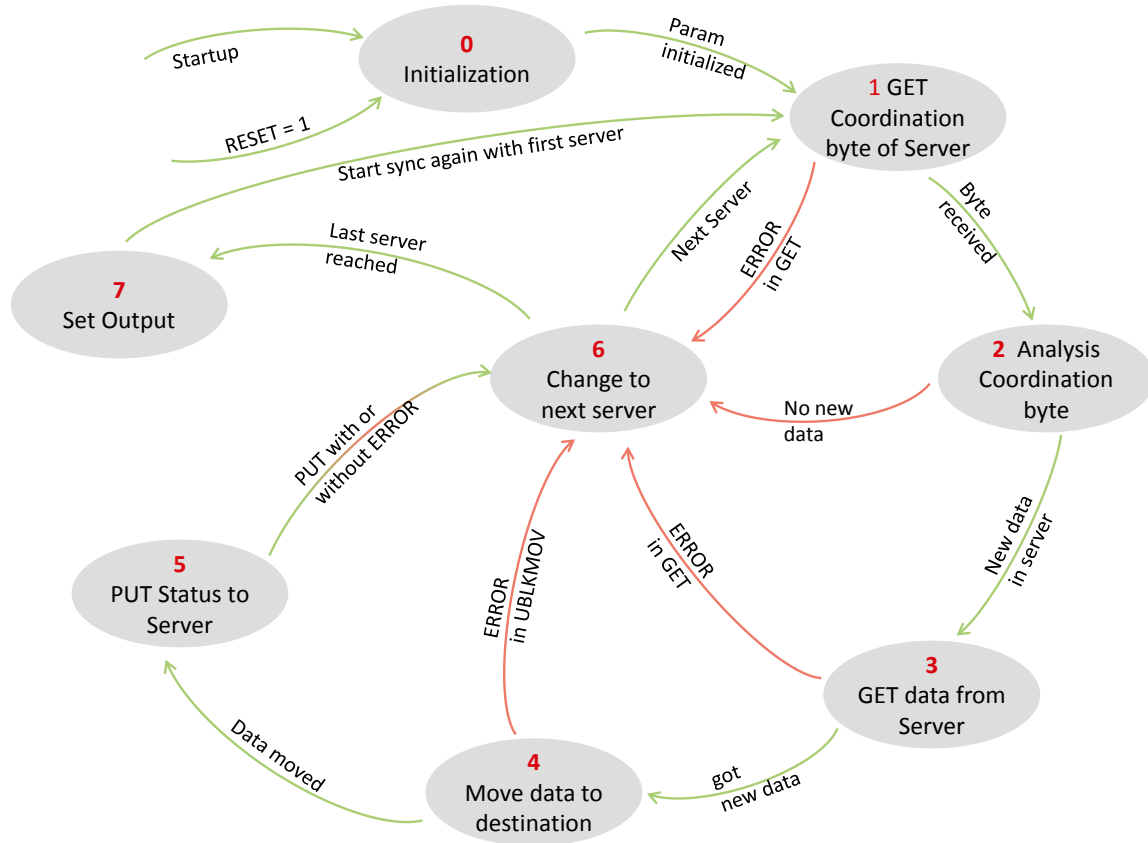 Startup
0
Initialization
Param
initialized
RESET = 1
Start sync again with first server
1 GET
Coordination
byte of Server
Byte
received
Next Server
ERROR
in GET
Last server
reached
7
Set Output
6
Change to
next server
2 Analysis
Coordination
byte
No new
data
PUT with or
without ERROR
New data
in server
ERROR
in GET
ERROR
in UBLKMOV
5
PUT Status to
Server
3
GET data from
Server
Data moved
4
Move data to
destination
got
new data